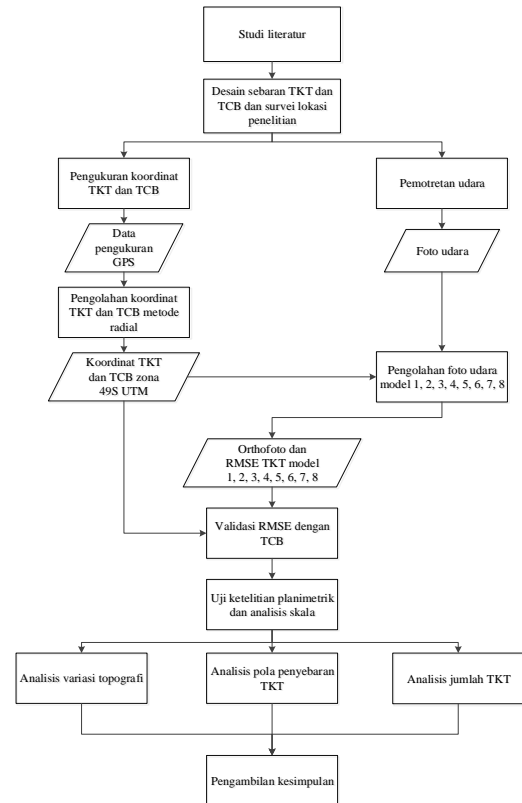 Studi literatur
Desain sebaran TKT dan
TCB dan survei lokasi
penelitian
Pengukuran koordinat
TKT dan TCB
Pemotretan udara
Data
pengukuran
GPS
Foto udara
Pengolahan koordinat
TKT dan TCB metode
radial
Koordinat TKT
dan TCB zona
49S UTM
Pengolahan foto udara
model 1, 2, 3, 4, 5, 6, 7, 8
Orthofoto dan
RMSE TKT model
1, 2, 3, 4, 5, 6, 7, 8
Validasi RMSE dengan
TCB
Uji ketelitian planimetrik
dan analisis skala
Analisis variasi topografi
Analisis pola penyebaran
TKT
Analisis jumlah TKT
Pengambilan kesimpulan